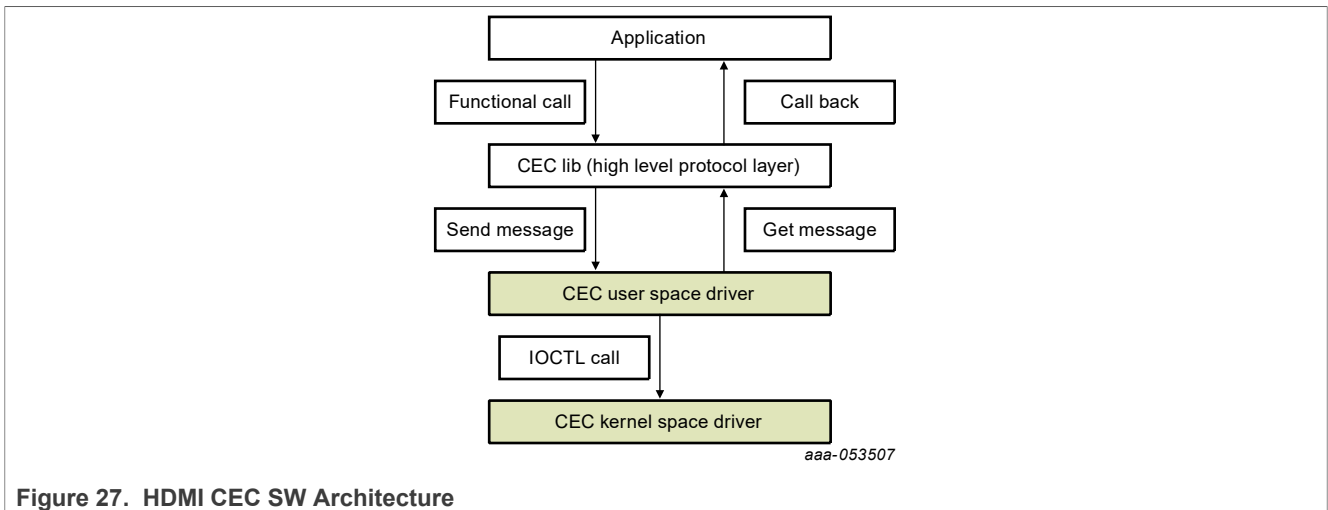 Application
Functional call
Call back
CEC lib (high level protocol layer)
Send message
Get message
CEC user space driver
IOCTL call
CEC kernel space driver
aaa-053507
Figure 27. HDMI CEC SW Architecture